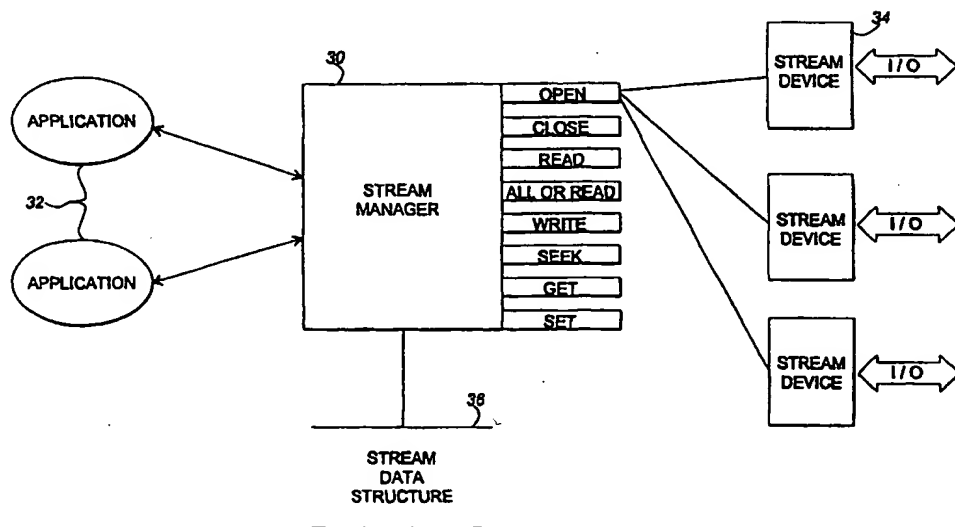 30
34
STREAM
DEVICE
I/O
APPLICATION
OPEN
CLOSE
READ
ALL OR READ
WRITE
SEEK
GET
SET
32
STREAM
MANAGER
STREAM
DEVICE
I/O
APPLICATION
STREAM
DEVICE
I/O
36
STREAM
DATA
STRUCTURE